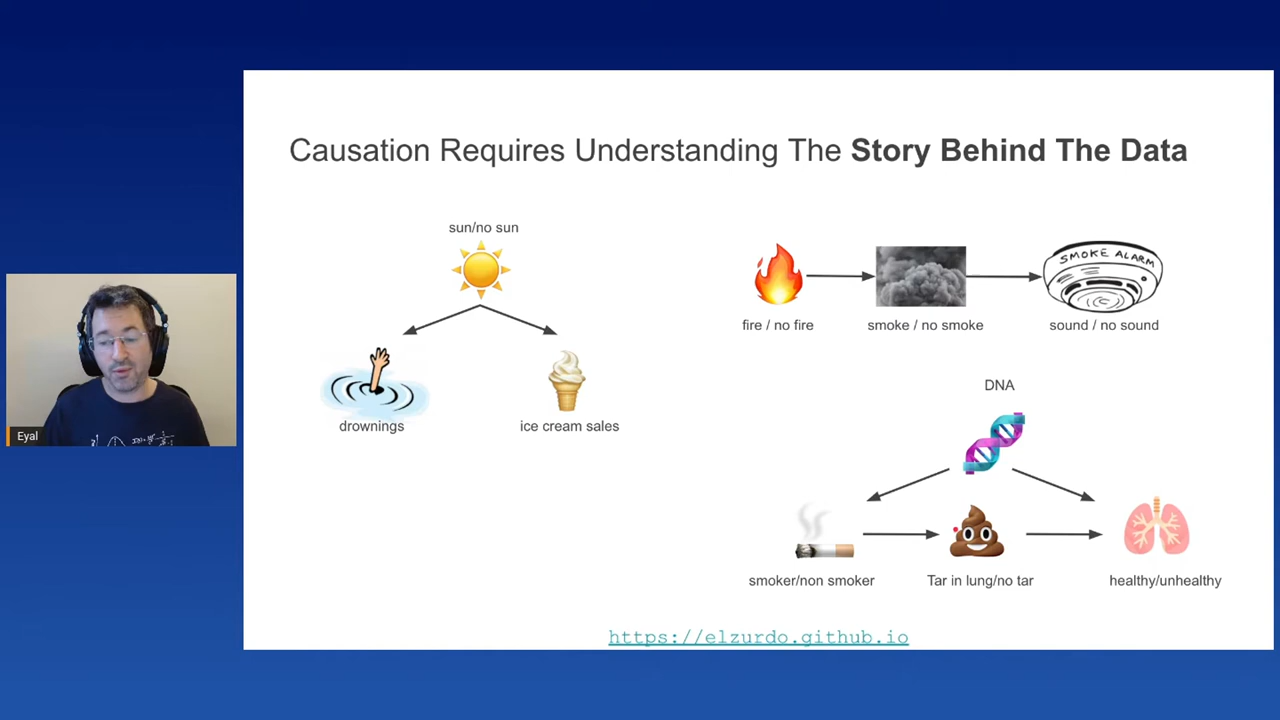 Causation Requires Understanding The Story Behind The Data
sun/no sun
drownings
ice cream sales
SMOKE ALARM
fire / no fire
smoke / no smoke
sound / no sound
DNA
smoker/non smoker
Tar in lung/no tar
healthy/unhealthy
https://elzurdo.github.io
Eyal